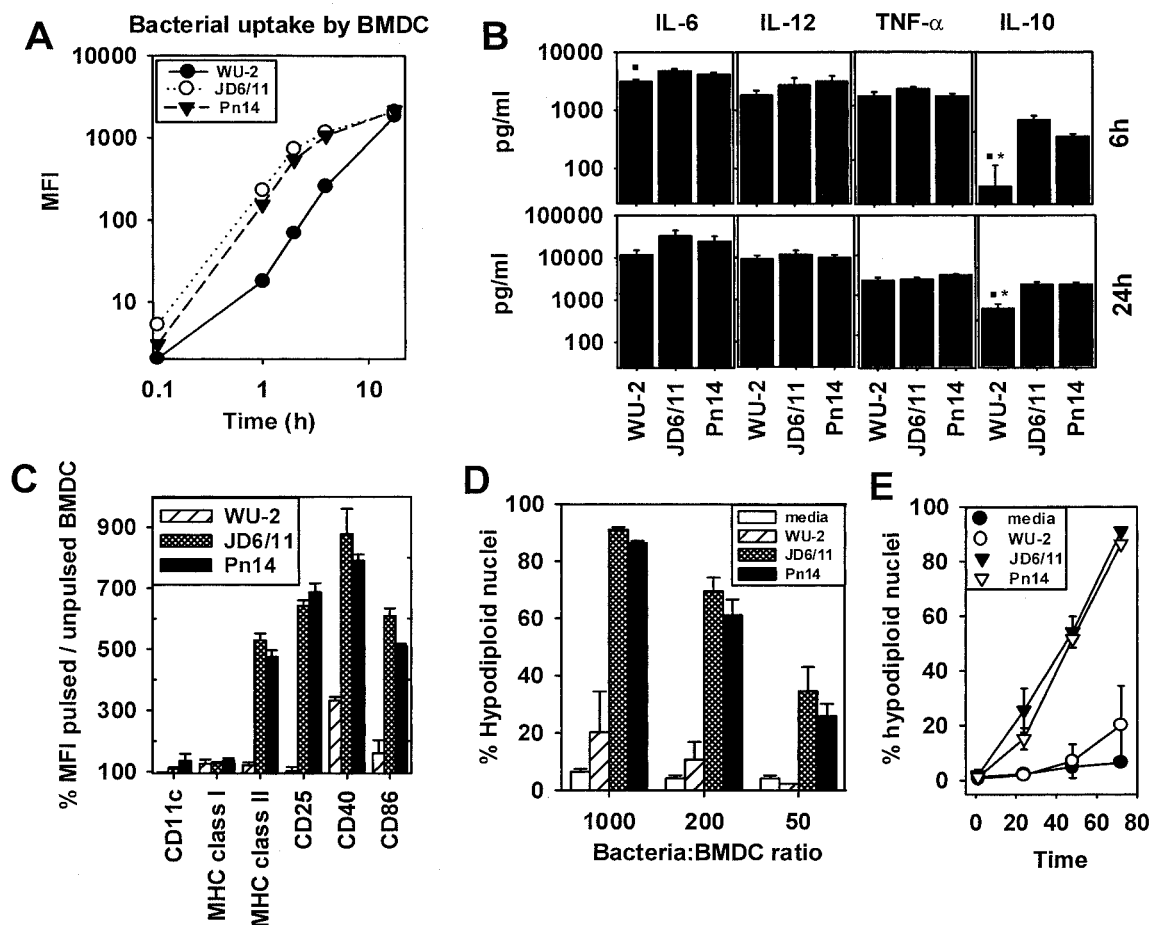 A
Bacterial uptake by BMDC
MFI
10000
1000
100
10
WU-2
JD6/11
Pn14
0.1
1
10
Time (h)
B
IL-6
IL-12
TNF-α
IL-10
pg/ml
10000
1000
100
▪
▪ *
6h
pg/ml
100000
10000
1000
100
▪ *
24h
WU-2
JD6/11
Pn14
WU-2
JD6/11
Pn14
WU-2
JD6/11
Pn14
WU-2
JD6/11
Pn14
C
% MFI pulsed / unpulsed BMDC
900
700
500
300
100
WU-2
JD6/11
Pn14
CD11c
MHC class I
MHC class II
CD25
CD40
CD86
D
% Hypodiploid nuclei
100
80
60
40
20
0
media
WU-2
JD6/11
Pn14
1000
200
50
Bacteria:BMDC ratio
E
% hypodiploid nuclei
100
80
60
40
20
0
media
WU-2
JD6/11
Pn14
0
20
40
60
80
Time